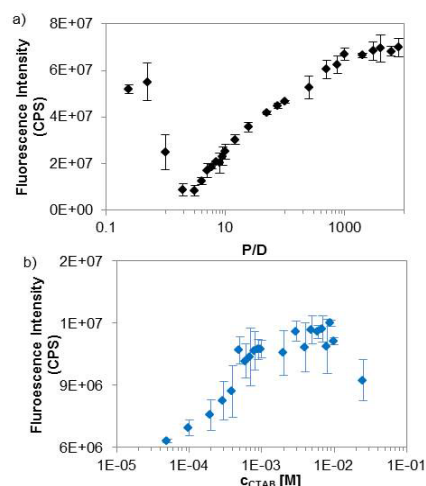 a)
Fluorescence Intensity
(CPS)
8E+07
6E+07
4E+07
2E+07
0E+00
0.1
10
1000
P/D
b)
Fluroescence Intensity
(CPS)
2E+07
1E+07
9E+06
6E+06
1E-05
1E-04
1E-03
1E-02
1E-01
cCTAB [M]